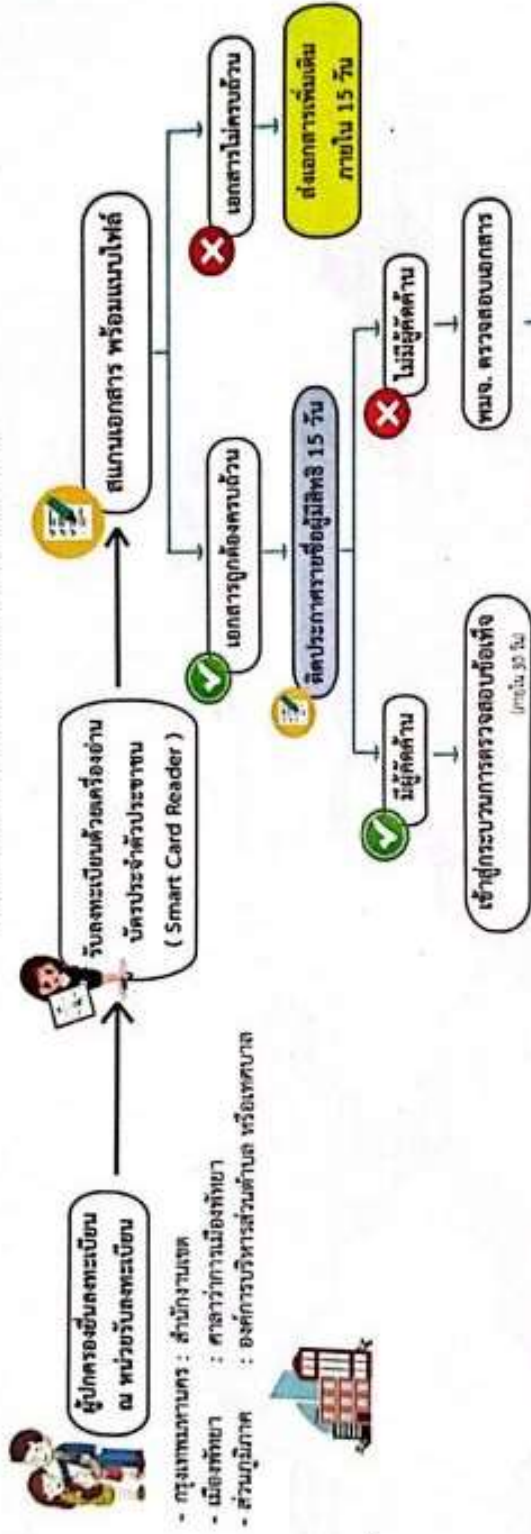 ผู้ปกครองยื่นลงทะเบียน
ณ หน่วยรับลงทะเบียน
- กรุงเทพมหานคร : สำนักงานเขต
- เมืองพัทยา : ศาลาว่าการเมืองพัทยา
- ส่วนภูมิภาค : องค์การบริหารส่วนตำบล หรือเทศบาล
รับลงทะเบียนด้วยเครื่องอ่าน
บัตรประจำตัวประชาชน
( Smart Card Reader )
สแกนเอกสาร พร้อมแนบไฟล์
เอกสารถูกต้องครบถ้วน
เอกสารไม่ครบถ้วน
ส่งเอกสารเพิ่มเติม
ภายใน 15 วัน
ติดประกาศรายชื่อผู้มีสิทธิ 15 วัน
มีผู้คัดค้าน
ไม่มีผู้คัดค้าน
เข้าสู่กระบวนการตรวจสอบข้อเท็จ
(ภายใน 30 วัน)
พมจ. ตรวจสอบเอกสาร